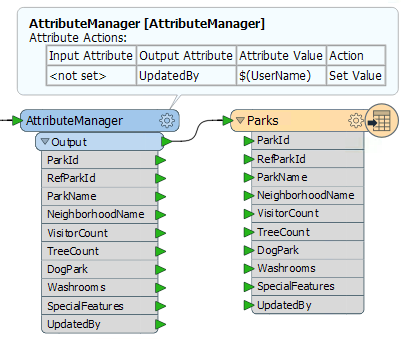 AttributeManager [AttributeManager]
Attribute Actions:
Input Attribute Output Attribute Attribute Value Action
<not set> UpdatedBy $(UserName) Set Value
AttributeManager
Output
ParkId
RefParkId
ParkName
NeighborhoodName
VisitorCount
TreeCount
DogPark
Washrooms
SpecialFeatures
UpdatedBy
Parks
ParkId
RefParkId
ParkName
NeighborhoodName
VisitorCount
TreeCount
DogPark
Washrooms
SpecialFeatures
UpdatedBy